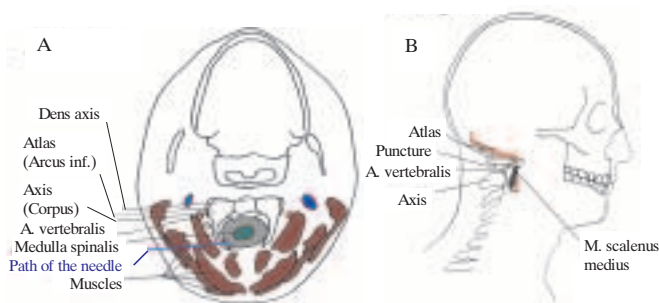 A
Dens axis
Atlas
(Arcus inf.)
Axis
(Corpus)
A. vertebralis
Medulla spinalis
Path of the needle
Muscles
B
Atlas
Puncture
A. vertebralis
Axis
M. scalenus
medius